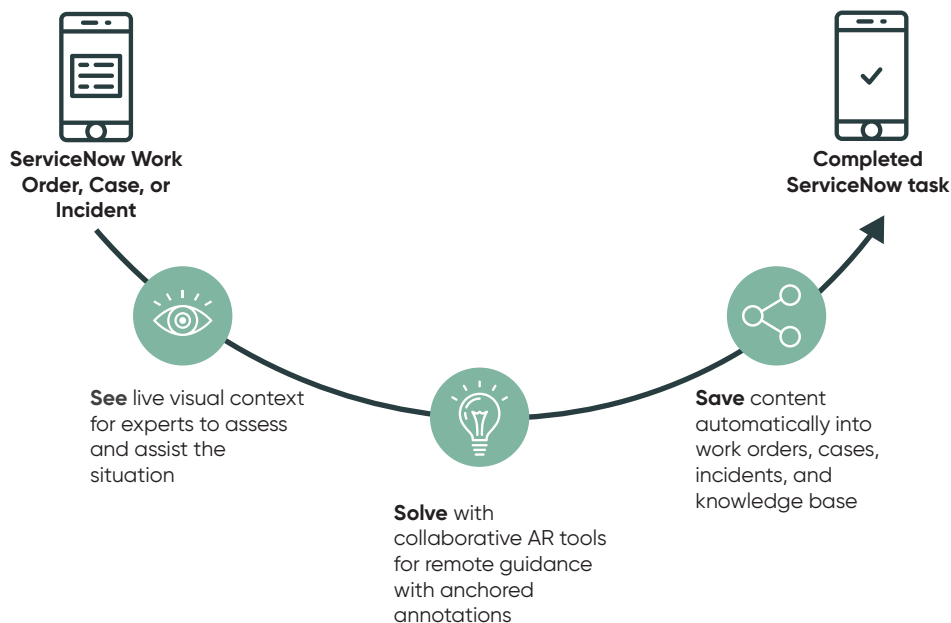 ServiceNow Work
Order, Case, or
Incident
Completed
ServiceNow task
See live visual context
for experts to assess
and assist the
situation
Solve with
collaborative AR tools
for remote guidance
with anchored
annotations
Save content
automatically into
work orders, cases,
incidents, and
knowledge base